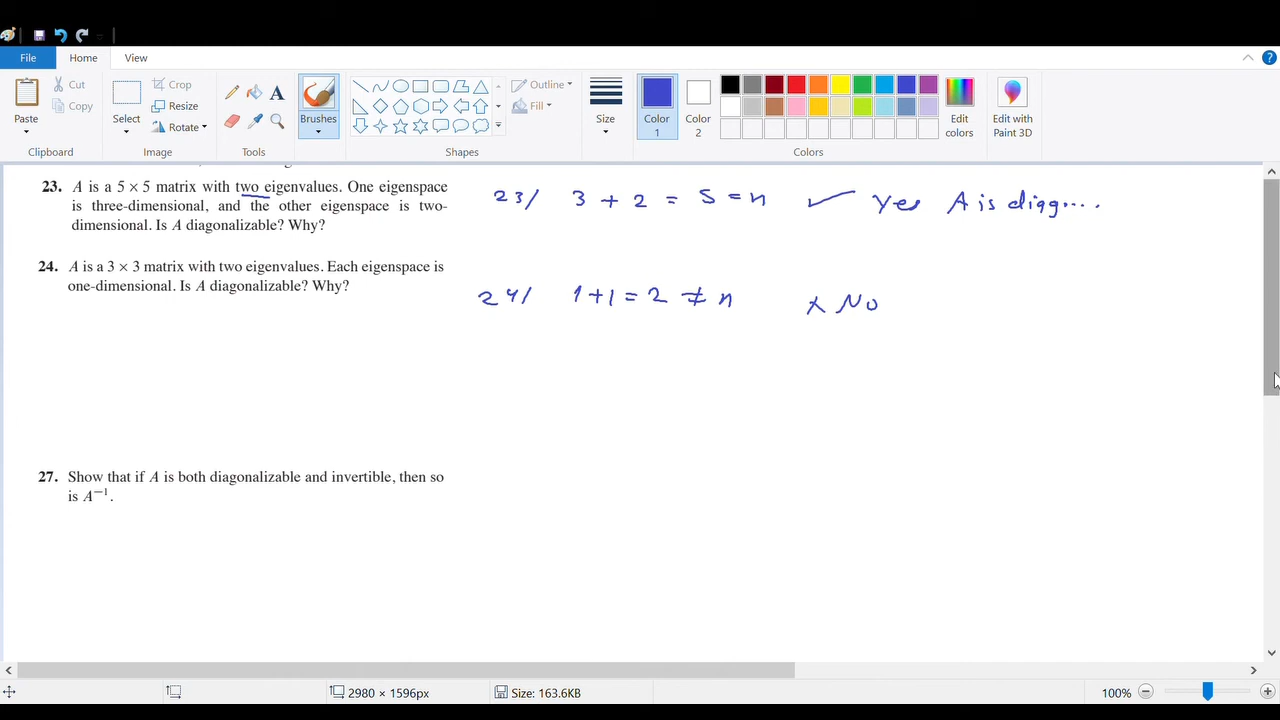 File Home View
Paste Cut Copy Clipboard
Select Crop Resize Rotate Image
A Tools
Brushes
Shapes Outline Fill
Size
Color 1 Color 2 Edit colors Colors
Edit with Paint 3D
23. A is a 5 × 5 matrix with two eigenvalues. One eigenspace
is three-dimensional, and the other eigenspace is two-
dimensional. Is A diagonalizable? Why?
23/ 3 + 2 = 5 = n ✓ Yes A is diag....
24. A is a 3 × 3 matrix with two eigenvalues. Each eigenspace is
one-dimensional. Is A diagonalizable? Why?
24/ 1+1 = 2 ≠ n × No
27. Show that if A is both diagonalizable and invertible, then so
is A⁻¹.
2980 × 1596px Size: 163.6KB 100%